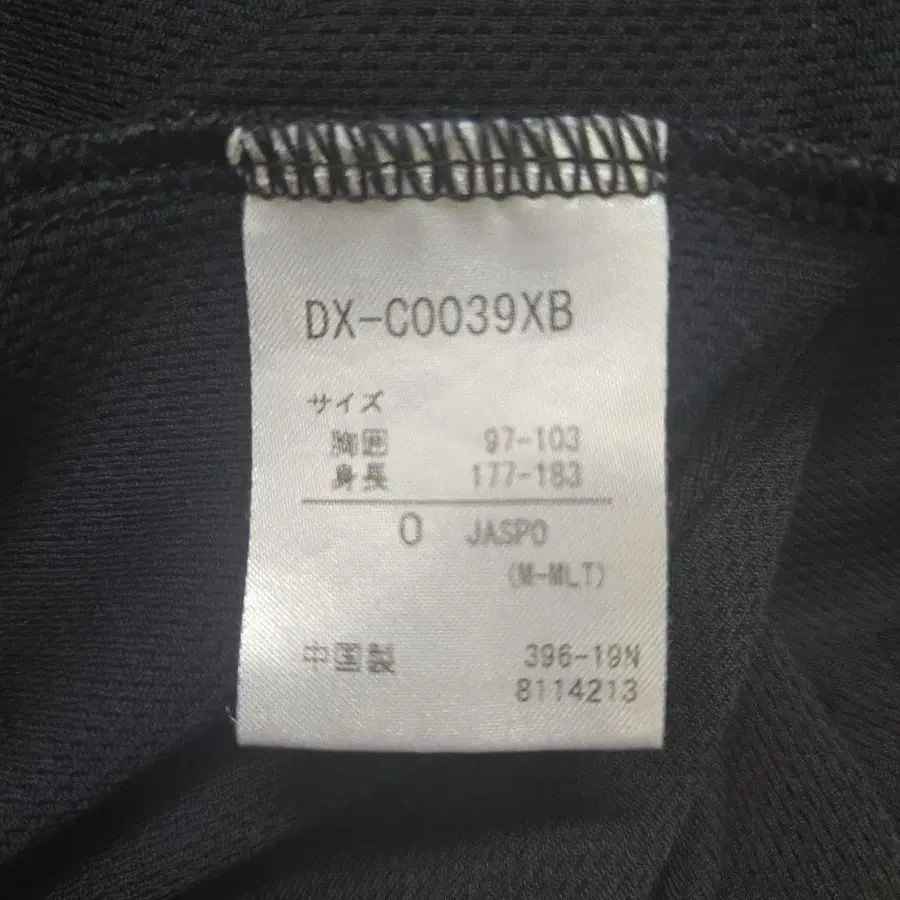 DX-C0039XB
サイズ
胸囲 97-103
身長 177-183
O JASPO
(M-MLT)
中国製 396-19N
8114213